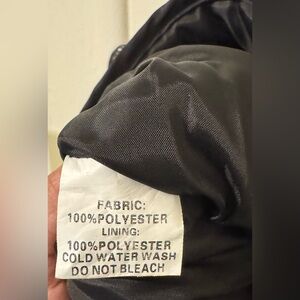 FABRIC:
100%POLYESTER
LINING:
100%POLYESTER
COLD WATER WASH
DO NOT BLEACH